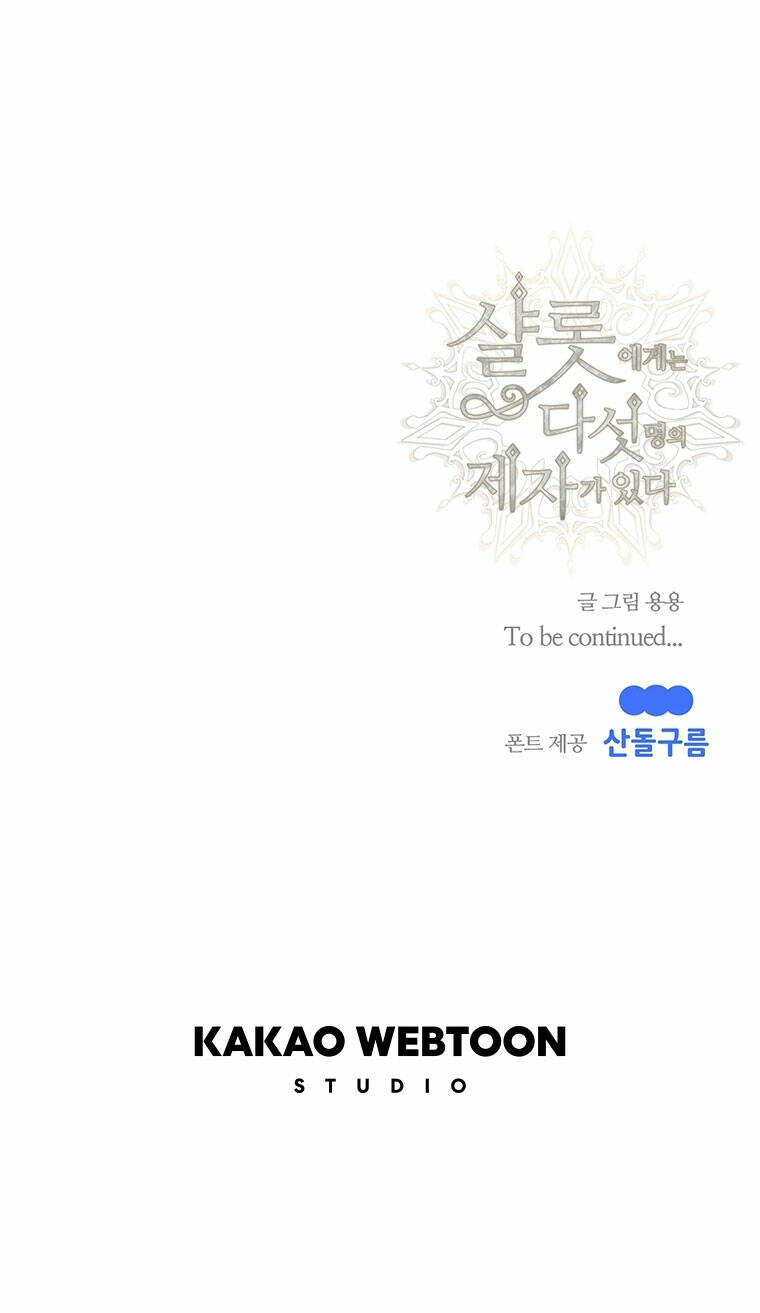 샬롯에게는
다섯명의
제자가 있다
글 그림 용용
To be continued...
폰트 제공 산돌구름
KAKAO WEBTOON
STUDIO